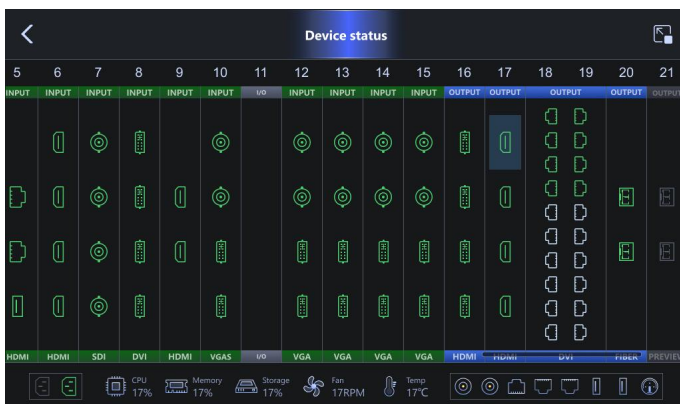 Device status
5 6 7 8 9 10 11 12 13 14 15 16 17 18 19 20 21
INPUT INPUT INPUT INPUT INPUT INPUT I/O INPUT INPUT INPUT INPUT OUTPUT OUTPUT OUTPUT OUTPUT OUTPUT
HDMI HDMI SDI DVI HDMI VGAS I/O VGA VGA VGA VGA HDMI HDMI DVI FIBER PREVIEW
CPU Memory Storage Fan Temp
17% 17% 17% 17RPM 17℃